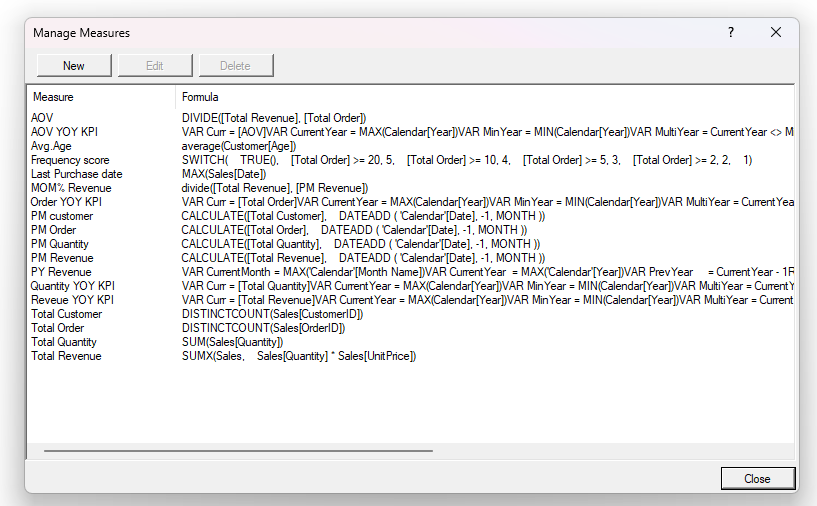 Manage Measures ?
New Edit Delete
Measure Formula
AOV DIVIDE([Total Revenue], [Total Order])
AOV YOY KPI VAR Curr = [AOV]VAR CurrentYear = MAX(Calendar[Year])VAR MinYear = MIN(Calendar[Year])VAR MultiYear = CurrentYear <> M
Avg.Age average(Customer[Age])
Frequency score SWITCH( TRUE(), [Total Order] >= 20, 5, [Total Order] >= 10, 4, [Total Order] >= 5, 3, [Total Order] >= 2, 2, 1)
Last Purchase date MAX(Sales[Date])
MOM% Revenue divide([Total Revenue], [PM Revenue])
Order YOY KPI VAR Curr = [Total Order]VAR CurrentYear = MAX(Calendar[Year])VAR MinYear = MIN(Calendar[Year])VAR MultiYear = CurrentYea
PM customer CALCULATE([Total Customer], DATEADD ( 'Calendar'[Date], -1, MONTH ))
PM Order CALCULATE([Total Order], DATEADD ( 'Calendar'[Date], -1, MONTH ))
PM Quantity CALCULATE([Total Quantity], DATEADD ( 'Calendar'[Date], -1, MONTH ))
PM Revenue CALCULATE([Total Revenue], DATEADD ( 'Calendar'[Date], -1, MONTH ))
PY Revenue VAR CurrentMonth = MAX('Calendar'[Month Name])VAR CurrentYear = MAX('Calendar'[Year])VAR PrevYear = CurrentYear - 1R
Quantity YOY KPI VAR Curr = [Total Quantity]VAR CurrentYear = MAX(Calendar[Year])VAR MinYear = MIN(Calendar[Year])VAR MultiYear = CurrentY
Reveue YOY KPI VAR Curr = [Total Revenue]VAR CurrentYear = MAX(Calendar[Year])VAR MinYear = MIN(Calendar[Year])VAR MultiYear = Current
Total Customer DISTINCTCOUNT(Sales[CustomerID])
Total Order DISTINCTCOUNT(Sales[OrderID])
Total Quantity SUM(Sales[Quantity])
Total Revenue SUMX(Sales, Sales[Quantity] * Sales[UnitPrice])
Close